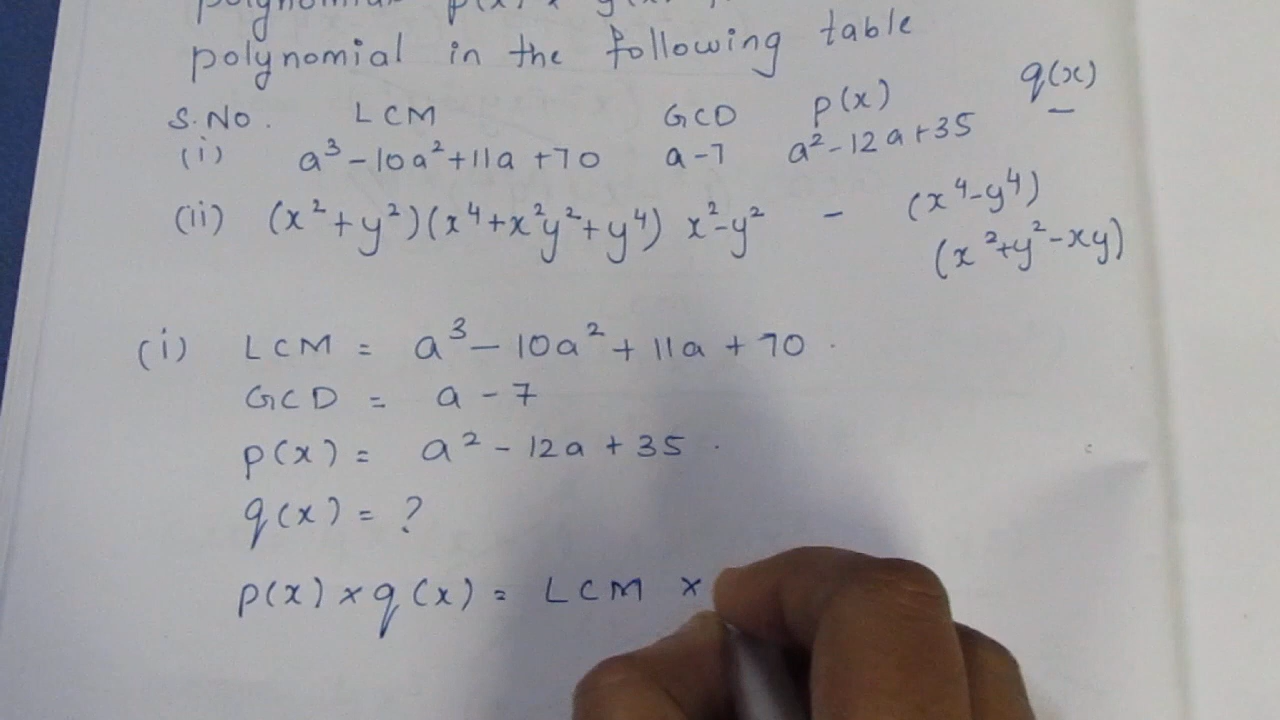 polynomial p(x)
polynomial in the following table
S.No. LCM GCD p(x) q(x)
(i) a³-10a²+11a+70 a-7 a²-12a+35 -
(ii) (x²+y²)(x⁴+x²y²+y⁴) x²-y² - (x⁴-y⁴)
(x²+y²-xy)
(i) LCM = a³-10a²+11a+70.
GCD = a-7
p(x) = a²-12a+35.
q(x) = ?
p(x) × q(x) = LCM ×